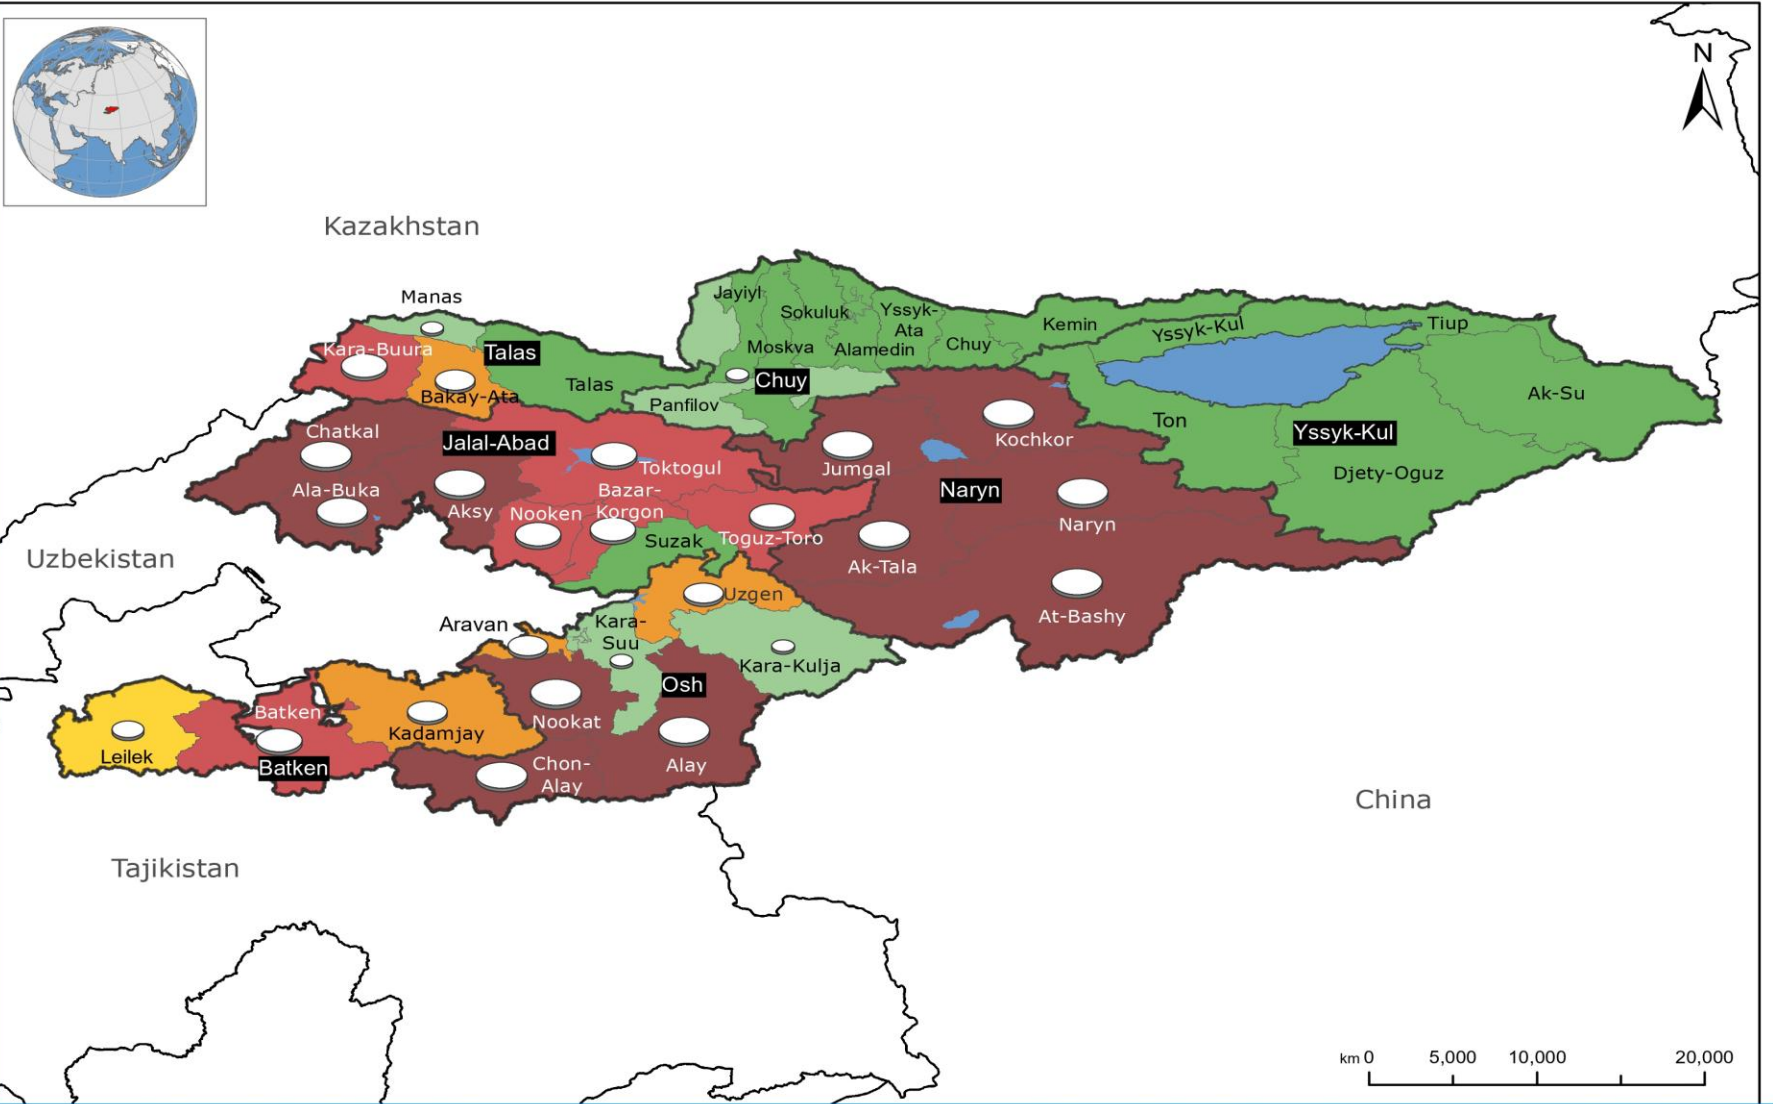 N
Kazakhstan
Manas
Jayiyl
Sokuluk
Yssyk-
Ata
Kemin
Yssyk-Kul
Tiup
Kara-Buura
Talas
Moskva
Alamedin
Chuy
Talas
Chuy
Bakay-Ata
Panfilov
Ak-Su
Chatkal
Jalal-Abad
Kochkor
Ton
Yssyk-Kul
Toktogul
Jumgal
Djety-Oguz
Ala-Buka
Bazar-
Korgon
Naryn
Aksy
Nooken
Naryn
Suzak
Toguz-Toro
Uzbekistan
Ak-Tala
Uzgen
At-Bashy
Aravan
Kara-
Suu
Kara-Kulja
Osh
Batken
Nookat
Kadamjay
Leilek
Batken
Chon-
Alay
Alay
China
Tajikistan
km 0 5,000 10,000 20,000